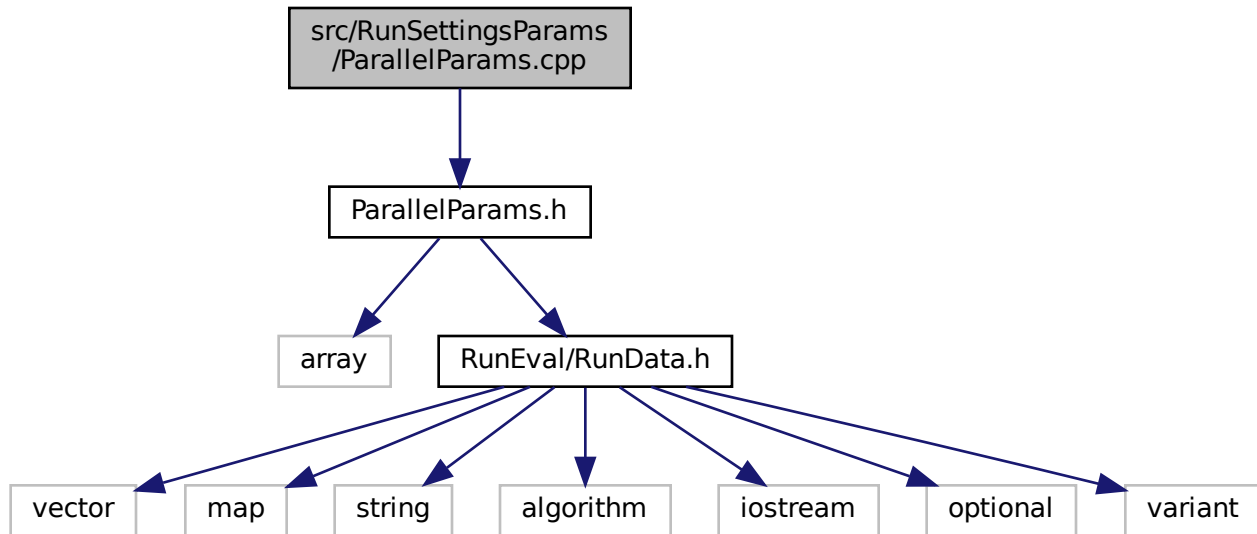 src/RunSettingsParams
/ParallelParams.cpp
ParallelParams.h
array
RunEval/RunData.h
vector
map
string
algorithm
iostream
optional
variant